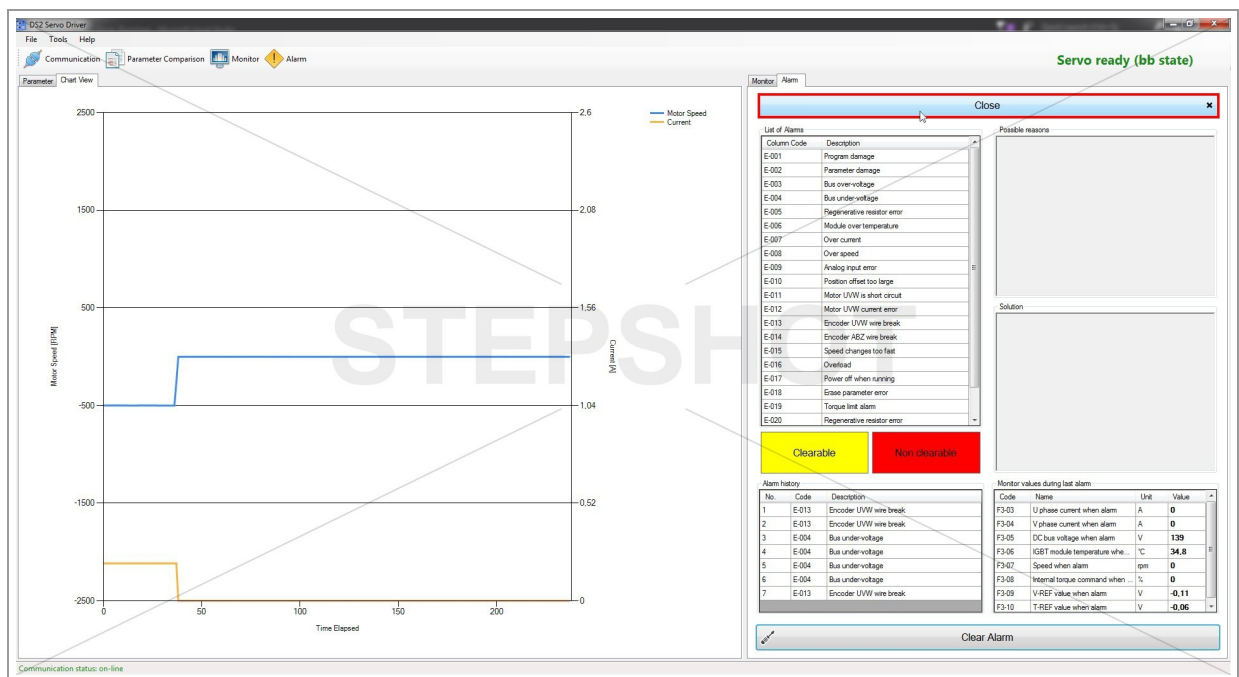 DS2 Servo Driver
File Tools Help
Communication Parameter Comparison Monitor Alarm
Servo ready (bb state)
Parameter Chart View
Monitor Alarm
Close
2500
1500
500
-500
-1500
-2500
Motor Speed [RPM]
2.6
2.08
1.56
1.04
0.52
0
Current [A]
0 50 100 150 200
Time Elapsed
Motor Speed
Current
STEPSHOT
List of Alarms
Column Code Description
E-001 Program damage
E-002 Parameter damage
E-003 Bus over-voltage
E-004 Bus under-voltage
E-005 Regenerative resistor error
E-006 Module over temperature
E-007 Over current
E-008 Over speed
E-009 Analog input error
E-010 Position offset too large
E-011 Motor UVW is short circuit
E-012 Motor UVW current error
E-013 Encoder UVW wire break
E-014 Encoder ABZ wire break
E-015 Speed changes too fast
E-016 Overload
E-017 Power off when running
E-018 Erase parameter error
E-019 Torque limit alarm
E-020 Regenerative resistor error
Possible reasons
Solution
Clearable
Non clearable
Alarm history
No. Code Description
1 E-013 Encoder UVW wire break
2 E-013 Encoder UVW wire break
3 E-004 Bus under-voltage
4 E-004 Bus under-voltage
5 E-004 Bus under-voltage
6 E-004 Bus under-voltage
7 E-013 Encoder UVW wire break
Monitor values during last alarm
Code Name Unit Value
F3-03 U phase current when alarm A 0
F3-04 V phase current when alarm A 0
F3-05 DC bus voltage when alarm V 139
F3-06 IGBT module temperature whe... °C 34,8
F3-07 Speed when alarm rpm 0
F3-08 Internal torque command when ... % 0
F3-09 V-REF value when alarm V -0,11
F3-10 T-REF value when alarm V -0,06
Clear Alarm
Communication status: on-line